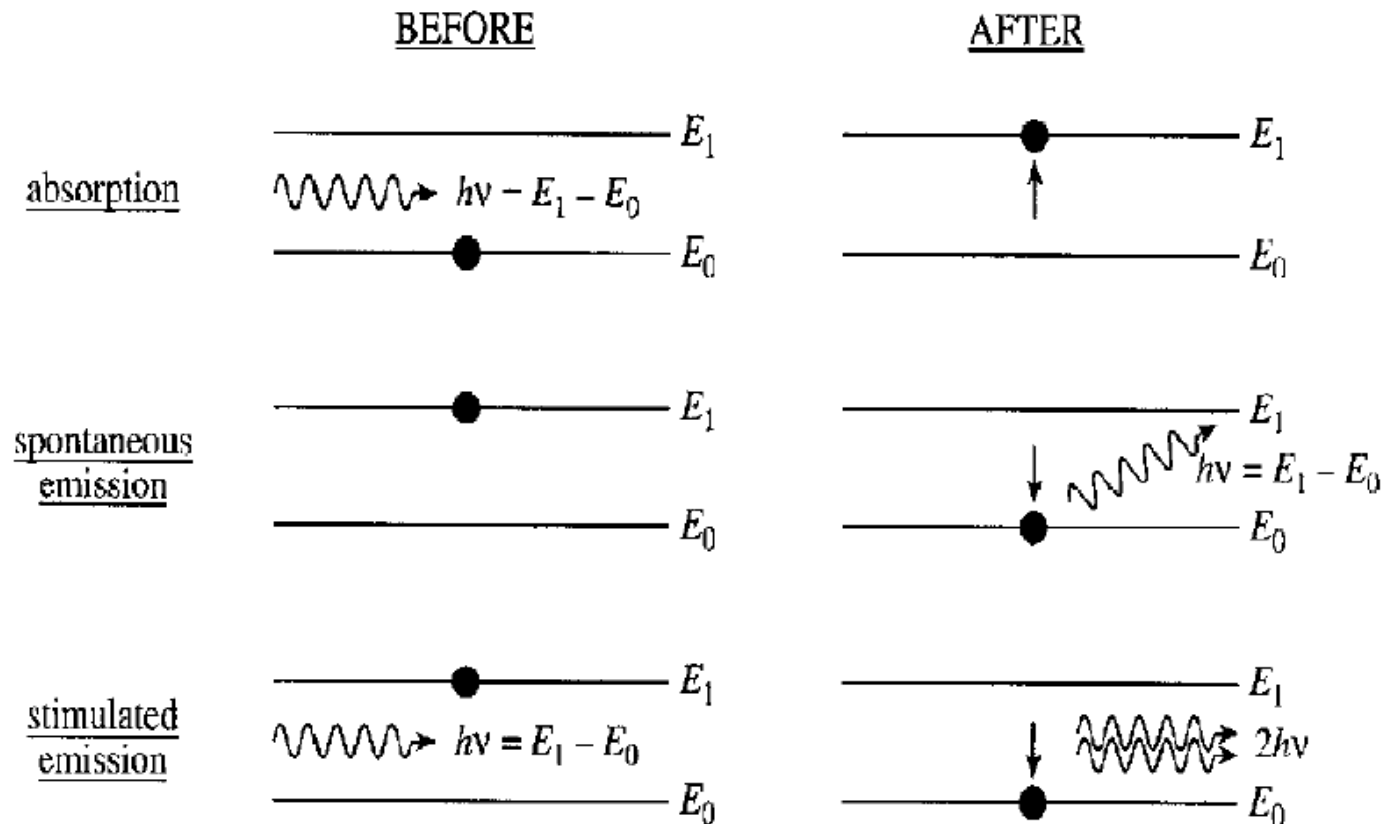 BEFORE AFTER
E₁ E₁
absorption hν – E₁ – E₀
E₀ E₀
E₁ E₁
spontaneous
emission hν = E₁ – E₀
E₀ E₀
E₁ E₁
stimulated
emission hν = E₁ – E₀ 2hν
E₀ E₀